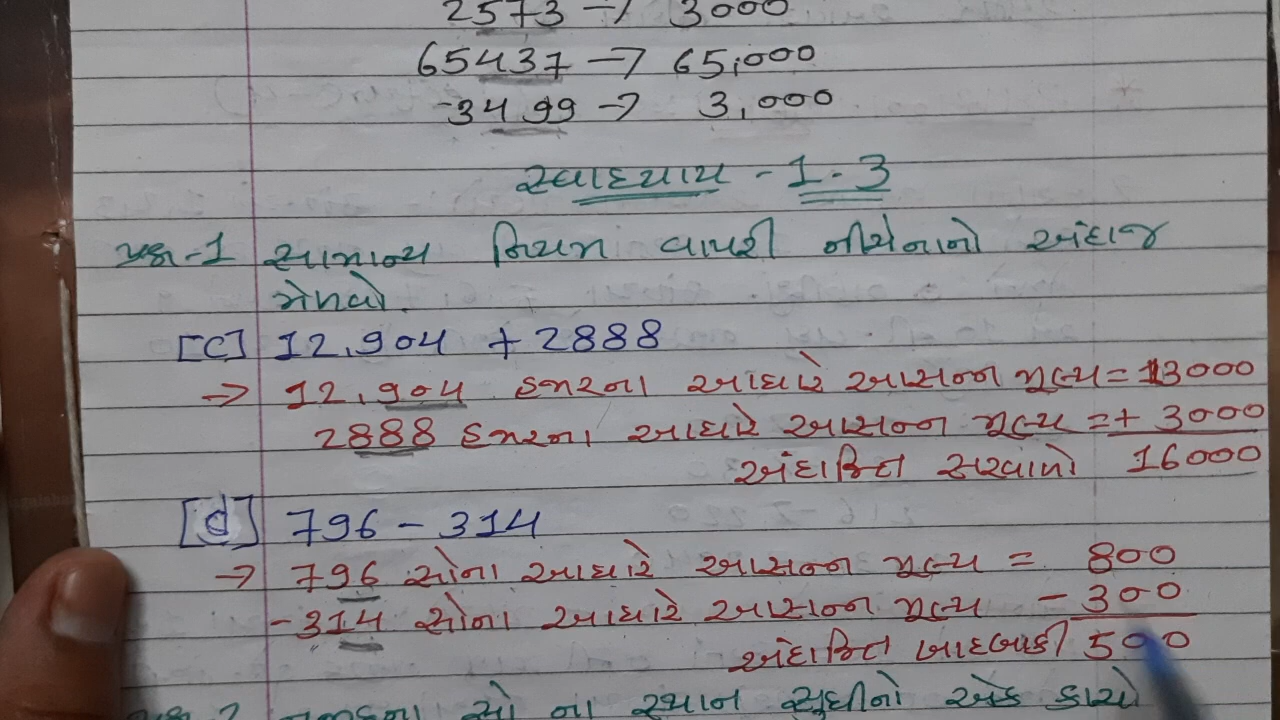 2573 → 3000
65437 → 65,000
3499 → 3,000
સ્વાધ્યાય - 1.3
પ્રશ્ન-1 સામાન્ય નિયમ વાપરી નીચેનાનો અંદાજ
મેળવો.
[C] 12,904 + 2888
→ 12,904 હજારના આધારે આસન્ન મૂલ્ય = 13000
2888 હજારના આધારે આસન્ન મૂલ્ય = + 3000
અંદાજિત સરવાળો 16000
[d] 796 - 314
→ 796 સોના આધારે આસન્ન મૂલ્ય = 800
- 314 સોના આધારે આસન્ન મૂલ્ય - 300
અંદાજિત બાદબાકી 500
સો ના સ્થાન સુધીનો